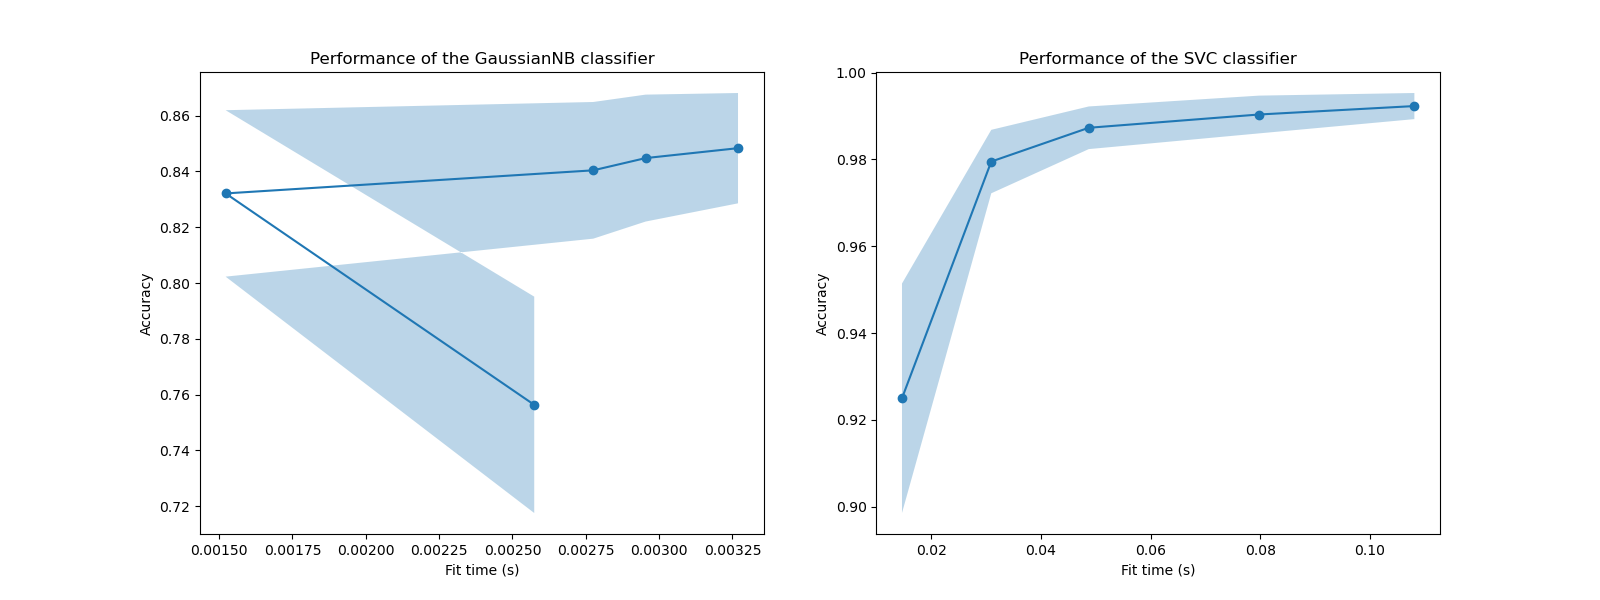 Performance of the GaussianNB classifier
Accuracy
0.86
0.84
0.82
0.80
0.78
0.76
0.74
0.72
0.00150 0.00175 0.00200 0.00225 0.00250 0.00275 0.00300 0.00325
Fit time (s)
Performance of the SVC classifier
Accuracy
1.00
0.98
0.96
0.94
0.92
0.90
0.02 0.04 0.06 0.08 0.10
Fit time (s)